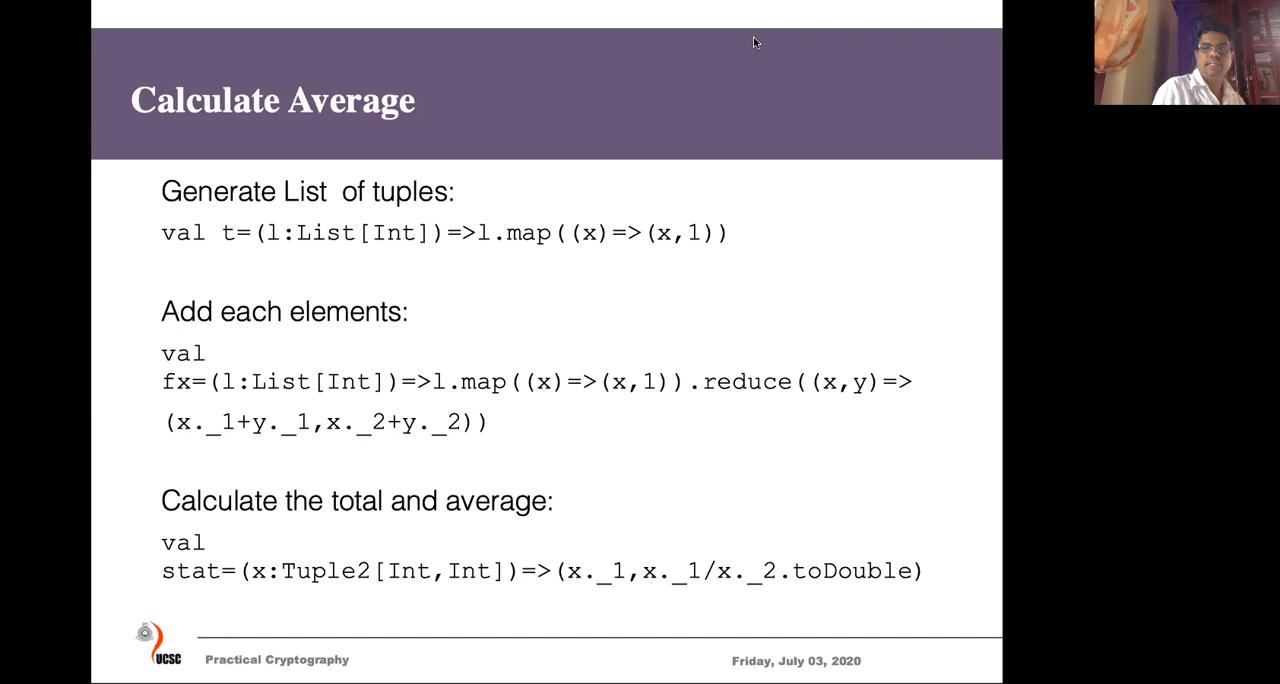 Calculate Average
Generate List of tuples:
val t=(l:List[Int])=>l.map((x)=>(x,1))
Add each elements:
val
fx=(l:List[Int])=>l.map((x)=>(x,1)).reduce((x,y)=>
(x._1+y._1,x._2+y._2))
Calculate the total and average:
val
stat=(x:Tuple2[Int,Int])=>(x._1,x._1/x._2.toDouble)
UCSC
Practical Cryptography
Friday, July 03, 2020